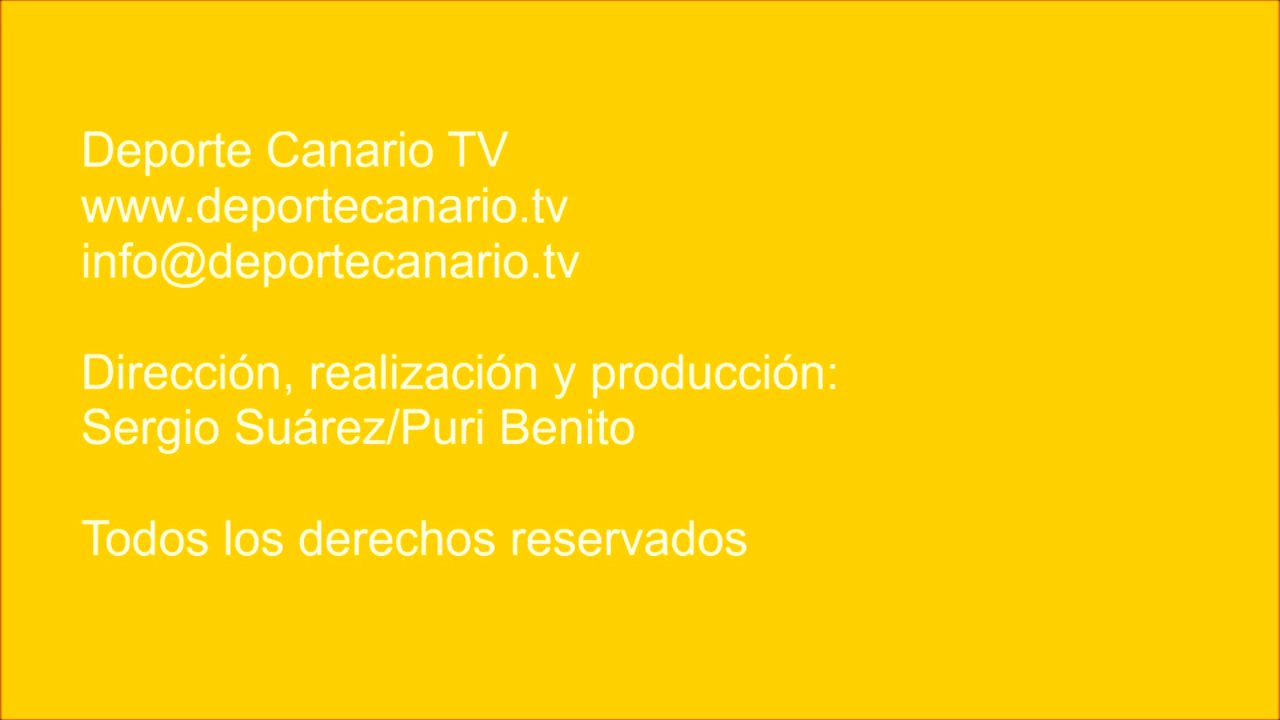 Deporte Canario TV
www.deportecanario.tv
info@deportecanario.tv
Dirección, realización y producción:
Sergio Suárez/Puri Benito
Todos los derechos reservados